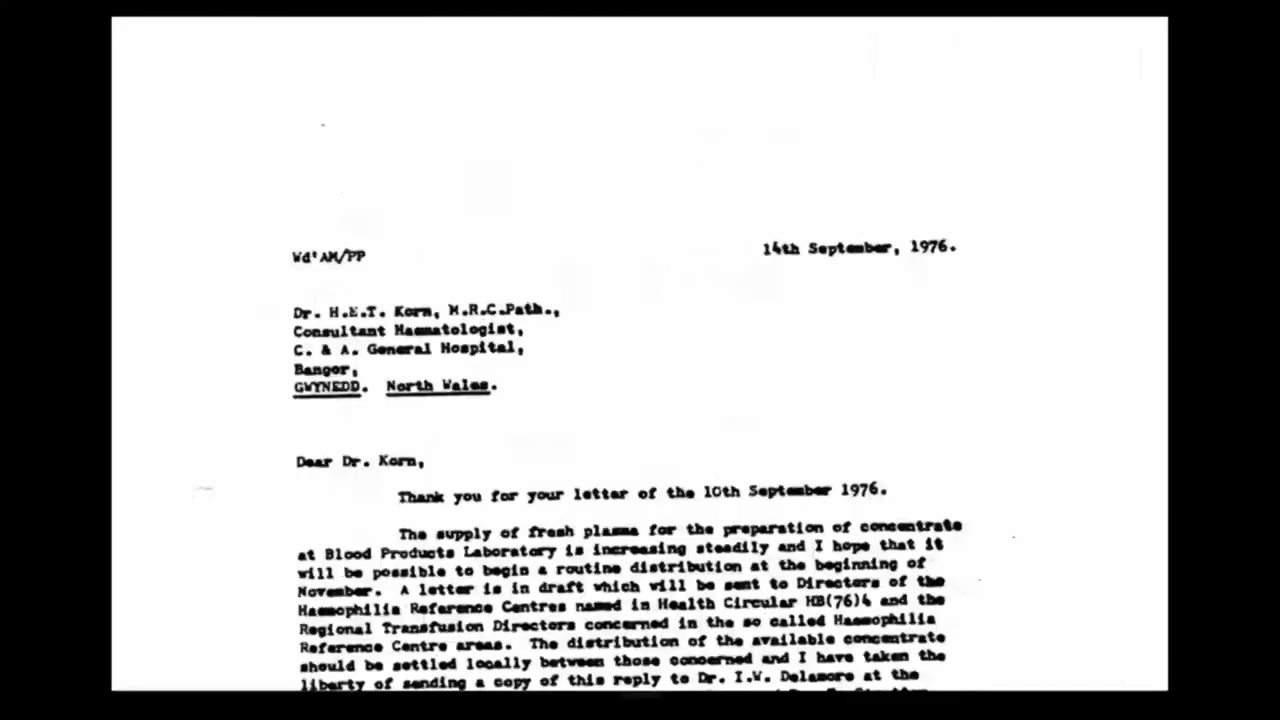 Wd'AM/PP
14th September, 1976.
Dr. H.E.T. Korn, M.R.C.Path.,
Consultant Haematologist,
C. & A. General Hospital,
Bangor,
GWYNEDD. North Wales.
Dear Dr. Korn,
Thank you for your letter of the 10th September 1976.
The supply of fresh plasma for the preparation of concentrate
at Blood Products Laboratory is increasing steadily and I hope that it
will be possible to begin a routine distribution at the beginning of
November. A letter is in draft which will be sent to Directors of the
Haemophilia Reference Centres named in Health Circular HB(76)4 and the
Regional Transfusion Directors concerned in the so called Haemophilia
Reference Centre areas. The distribution of the available concentrate
should be settled locally between those concerned and I have taken the
liberty of sending a copy of this reply to Dr. I.W. Delamore at the